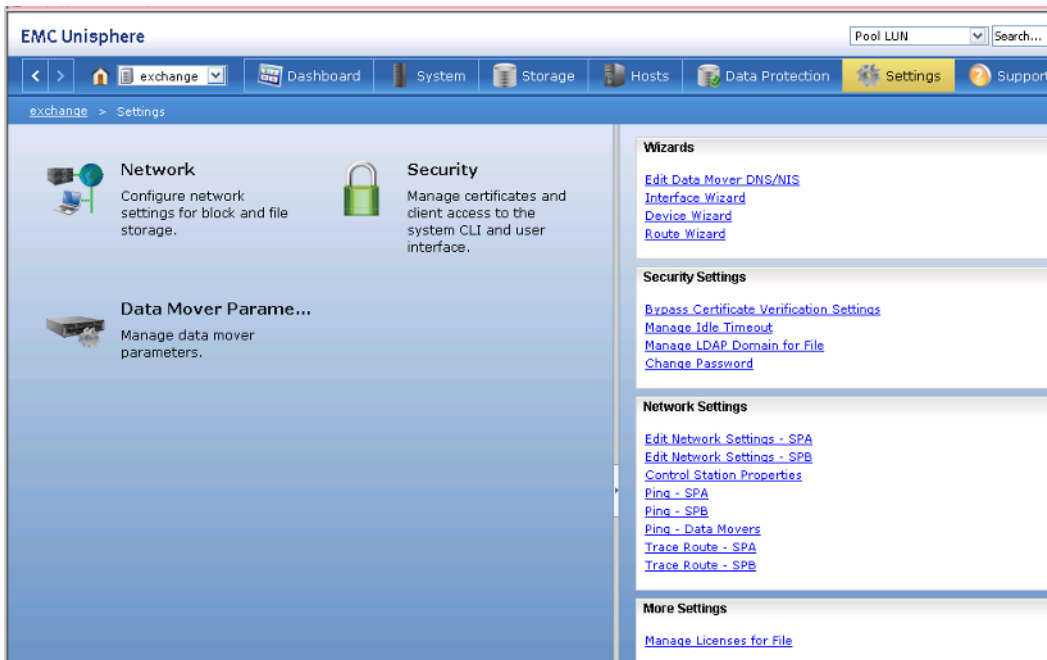 EMC Unisphere
Pool LUN
Search...
exchange
Dashboard
System
Storage
Hosts
Data Protection
Settings
Support
exchange > Settings
Network
Configure network
settings for block and file
storage.
Security
Manage certificates and
client access to the
system CLI and user
interface.
Data Mover Parame...
Manage data mover
parameters.
Wizards
Edit Data Mover DNS/NIS
Interface Wizard
Device Wizard
Route Wizard
Security Settings
Bypass Certificate Verification Settings
Manage Idle Timeout
Manage LDAP Domain for File
Change Password
Network Settings
Edit Network Settings - SPA
Edit Network Settings - SPB
Control Station Properties
Ping - SPA
Ping - SPB
Ping - Data Movers
Trace Route - SPA
Trace Route - SPB
More Settings
Manage Licenses for File